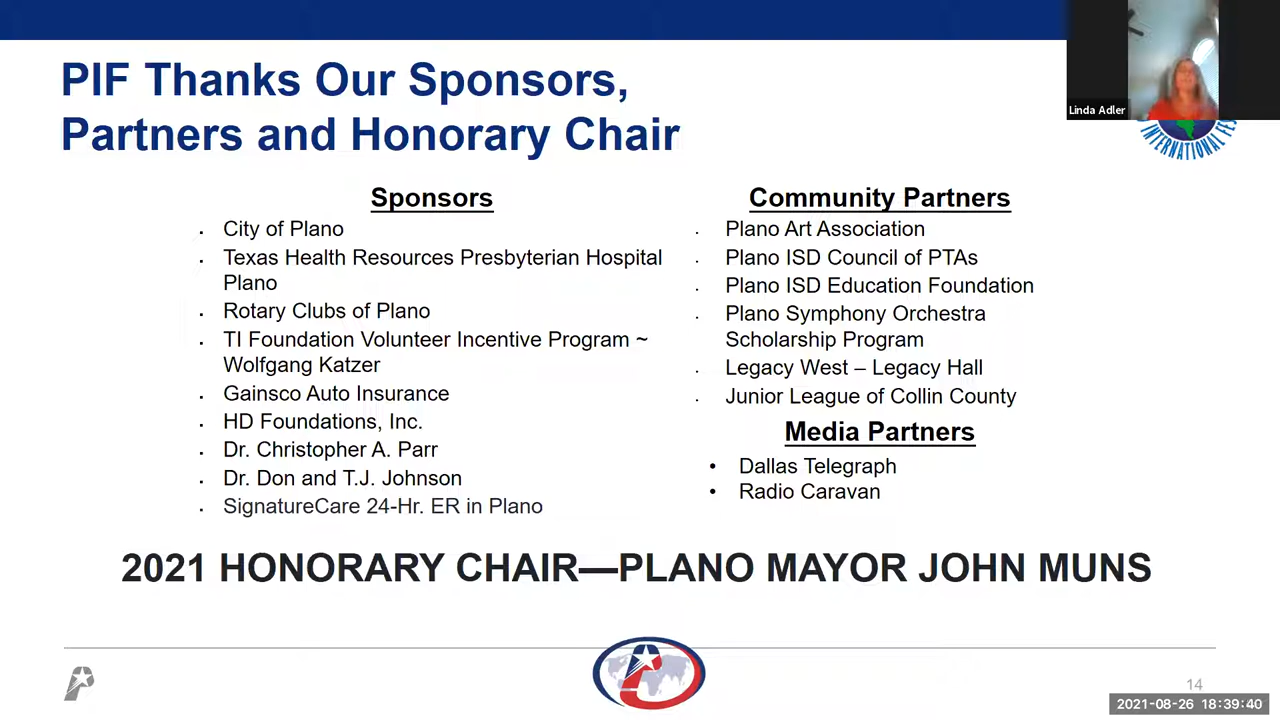 PIF Thanks Our Sponsors,
Partners and Honorary Chair
Linda Adler
INTERNATIONAL
Sponsors
· City of Plano
· Texas Health Resources Presbyterian Hospital
Plano
· Rotary Clubs of Plano
· TI Foundation Volunteer Incentive Program ~
Wolfgang Katzer
· Gainsco Auto Insurance
· HD Foundations, Inc.
· Dr. Christopher A. Parr
· Dr. Don and T.J. Johnson
· SignatureCare 24-Hr. ER in Plano
Community Partners
· Plano Art Association
· Plano ISD Council of PTAs
· Plano ISD Education Foundation
· Plano Symphony Orchestra
Scholarship Program
· Legacy West – Legacy Hall
· Junior League of Collin County
Media Partners
• Dallas Telegraph
• Radio Caravan
2021 HONORARY CHAIR—PLANO MAYOR JOHN MUNS
14
2021-08-26 18:39:40